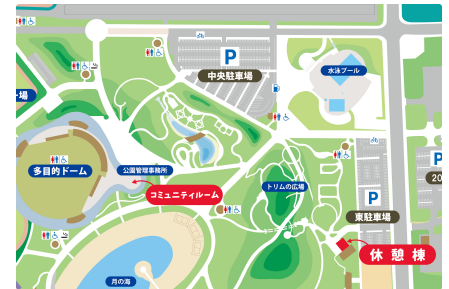 P
中央駐車場
水泳プール
場
多目的ドーム
公園管理事務所
コミュニティルーム
トリムの広場
P
20
P
東駐車場
休憩棟
月の海